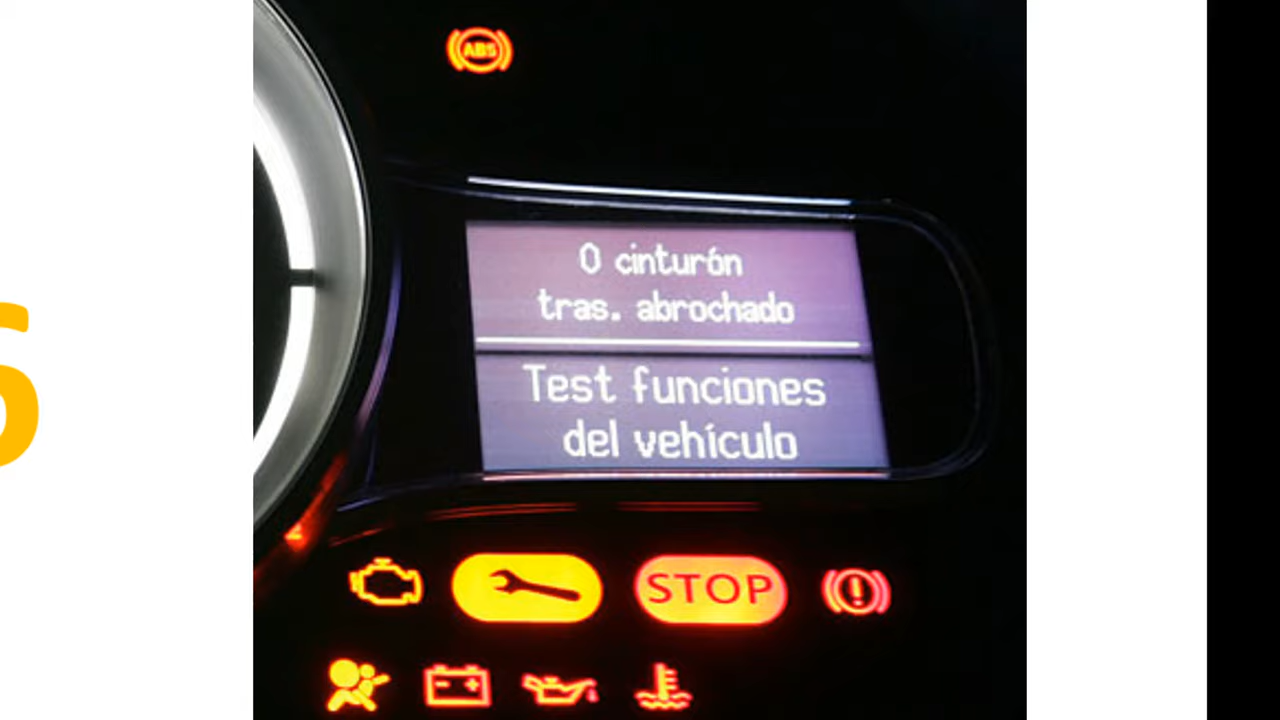 ABS
0 cinturón
tras. abrochado
Test funciones
del vehículo
STOP